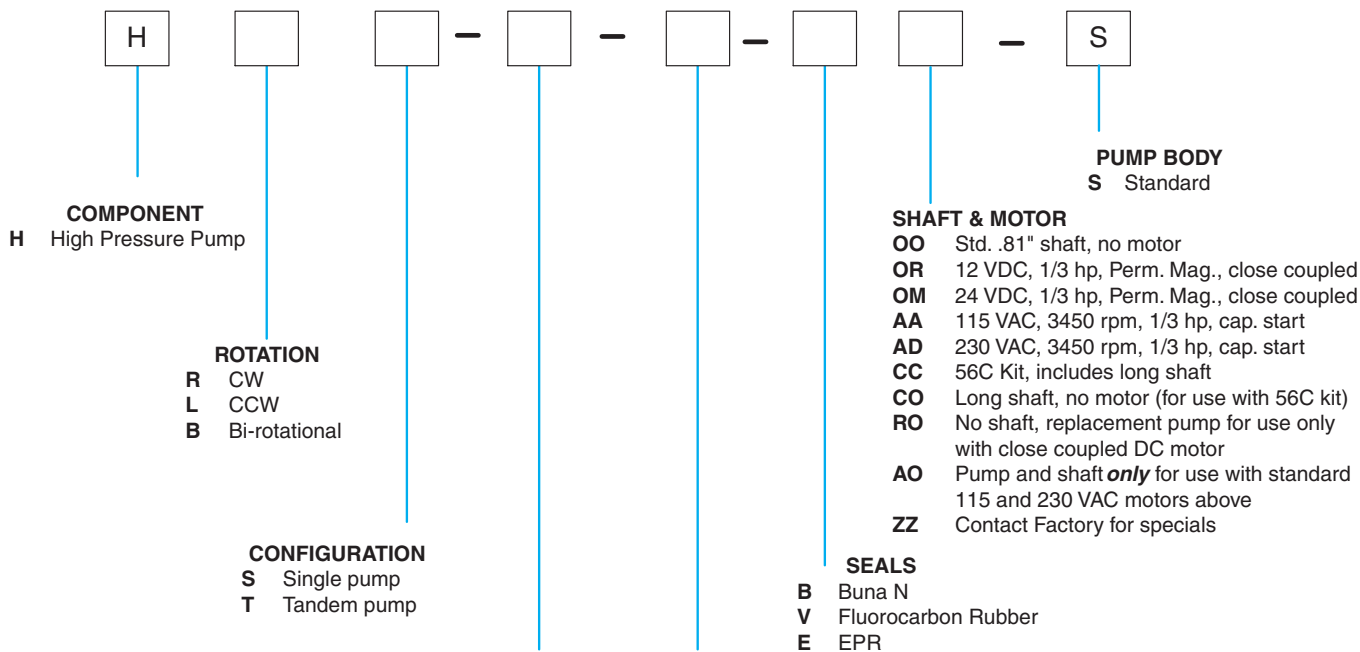 H – – – – S
PUMP BODY
S Standard
COMPONENT
H High Pressure Pump
SHAFT & MOTOR
OO Std. .81" shaft, no motor
OR 12 VDC, 1/3 hp, Perm. Mag., close coupled
OM 24 VDC, 1/3 hp, Perm. Mag., close coupled
AA 115 VAC, 3450 rpm, 1/3 hp, cap. start
AD 230 VAC, 3450 rpm, 1/3 hp, cap. start
CC 56C Kit, includes long shaft
CO Long shaft, no motor (for use with 56C kit)
RO No shaft, replacement pump for use only
with close coupled DC motor
AO Pump and shaft only for use with standard
115 and 230 VAC motors above
ZZ Contact Factory for specials
ROTATION
R CW
L CCW
B Bi-rotational
CONFIGURATION
S Single pump
T Tandem pump
SEALS
B Buna N
V Fluorocarbon Rubber
E EPR